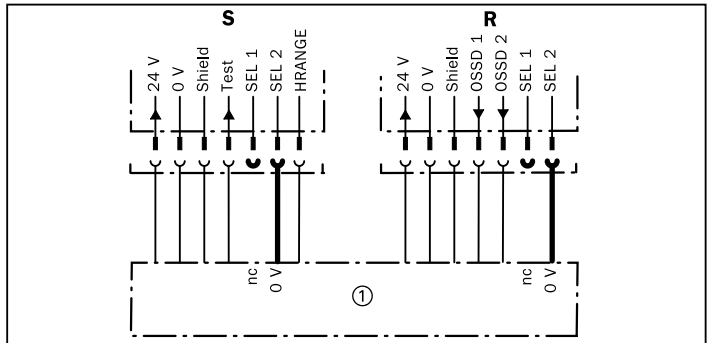 S R
24 V 0 V Shield Test SEL 1 SEL 2 HRANGE 24 V 0 V Shield OSSD 1 OSSD 2 SEL 1 SEL 2
nc 0 V nc 0 V
①